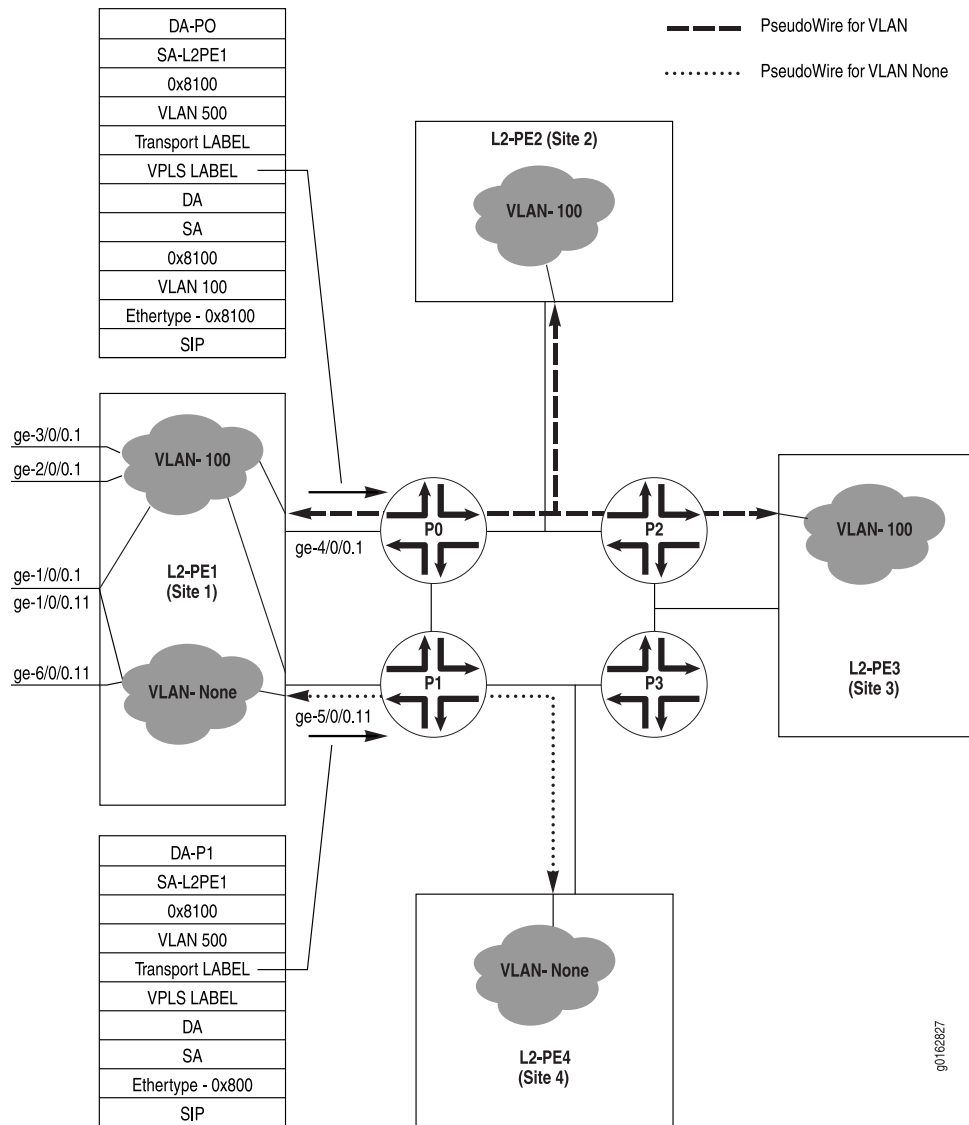 DA-PO
SA-L2PE1
0x8100
VLAN 500
Transport LABEL
VPLS LABEL
DA
SA
0x8100
VLAN 100
Ethertype - 0x8100
SIP
PseudoWire for VLAN
PseudoWire for VLAN None
L2-PE2 (Site 2)
VLAN- 100
ge-3/0/0.1
ge-2/0/0.1
VLAN- 100
ge-1/0/0.1
ge-1/0/0.11
L2-PE1
(Site 1)
ge-6/0/0.11
VLAN- None
ge-4/0/0.1
P0
P2
VLAN- 100
P1
P3
L2-PE3
(Site 3)
ge-5/0/0.11
DA-P1
SA-L2PE1
0x8100
VLAN 500
Transport LABEL
VPLS LABEL
DA
SA
Ethertype - 0x800
SIP
VLAN- None
L2-PE4
(Site 4)
g0162827